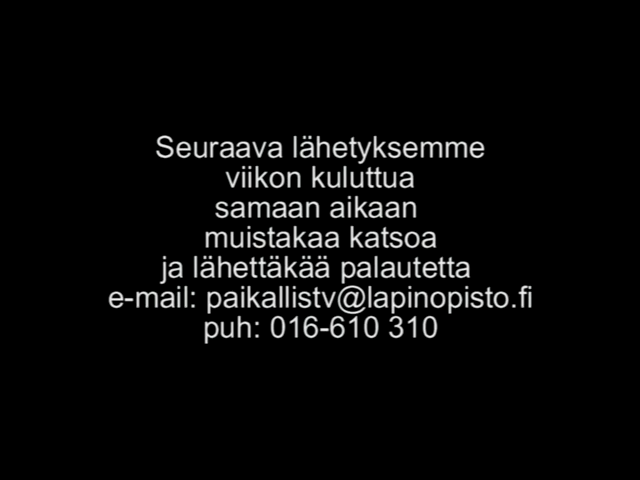 Seuraava lähetyksemme
viikon kuluttua
samaan aikaan
muistakaa katsoa
ja lähettäkää palautetta
e-mail: paikallistv@lapinopisto.fi
puh: 016-610 310